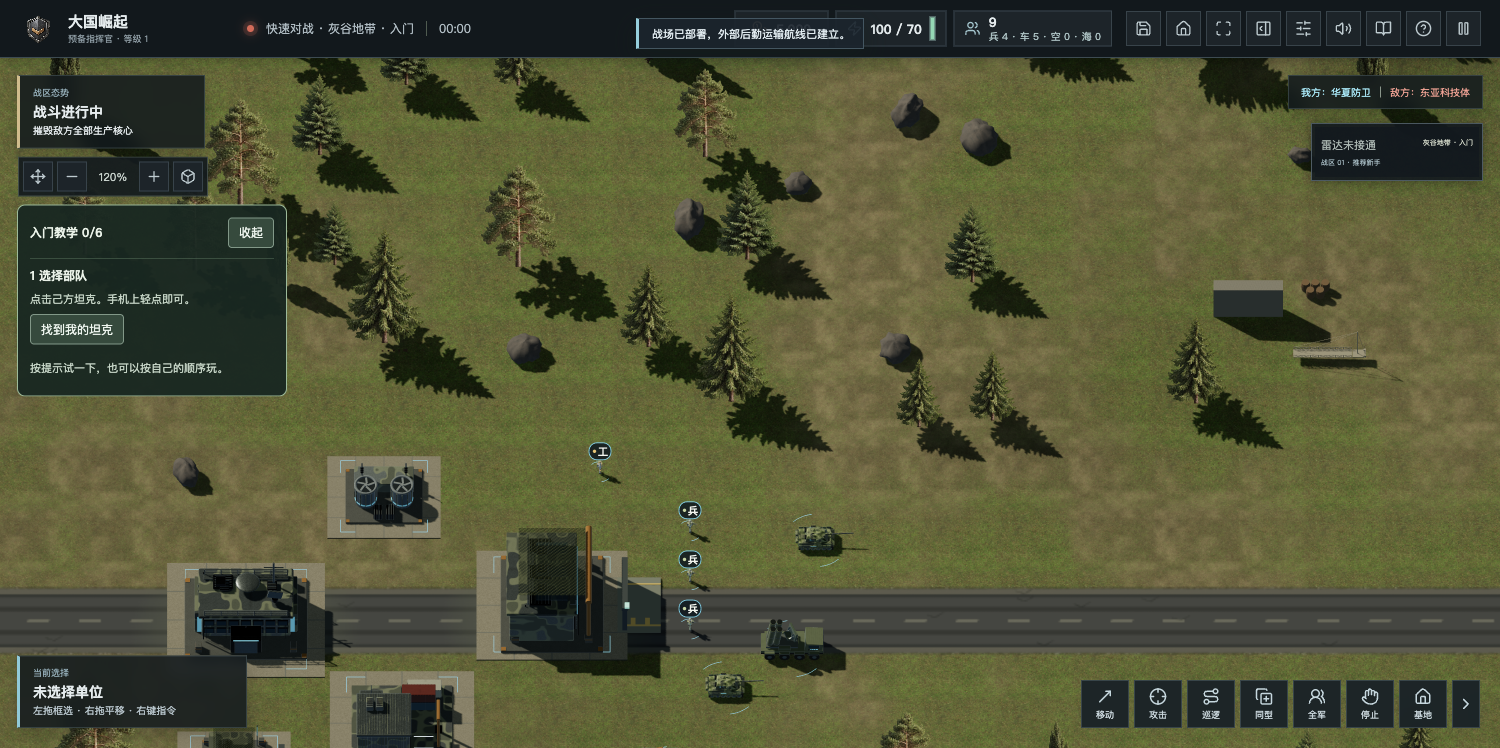 大国崛起
预备指挥官 · 等级 1
快速对战 · 灰谷地带 · 入门
00:00
战场已部署，外部后勤运输航线已建立。
100 / 70
9
兵 4 · 车 5 · 空 0 · 海 0
战区态势
战斗进行中
摧毁敌方全部生产核心
我方：华夏防卫
敌方：东亚科技体
雷达未接通
灰谷地带 · 入门
战区 01 · 推荐新手
120%
入门教学 0/6
收起
1 选择部队
点击己方坦克。手机上轻点即可。
找到我的坦克
按提示试一下，也可以按自己的顺序玩。
工
兵
兵
兵
当前选择
未选择单位
左拖框选 · 右拖平移 · 右键指令
移动
攻击
巡逻
同型
全军
停止
基地